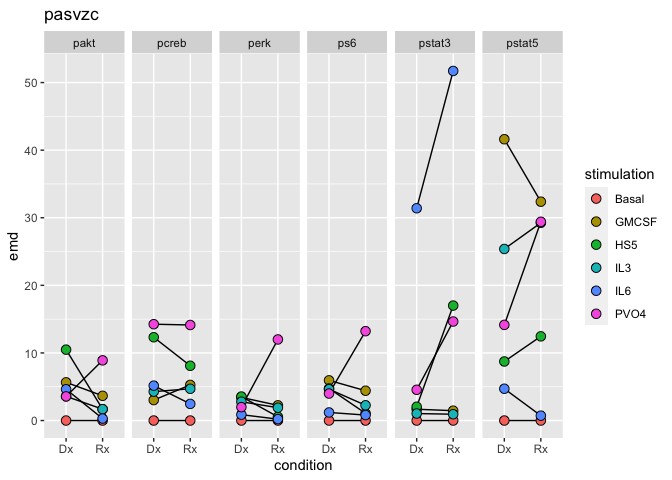 pasvzc
pakt pcreb perk ps6 pstat3 pstat5
50
40
30
20
10
0
emd
Dx Rx Dx Rx Dx Rx Dx Rx Dx Rx Dx Rx
condition
stimulation
Basal
GMCSF
HS5
IL3
IL6
PVO4